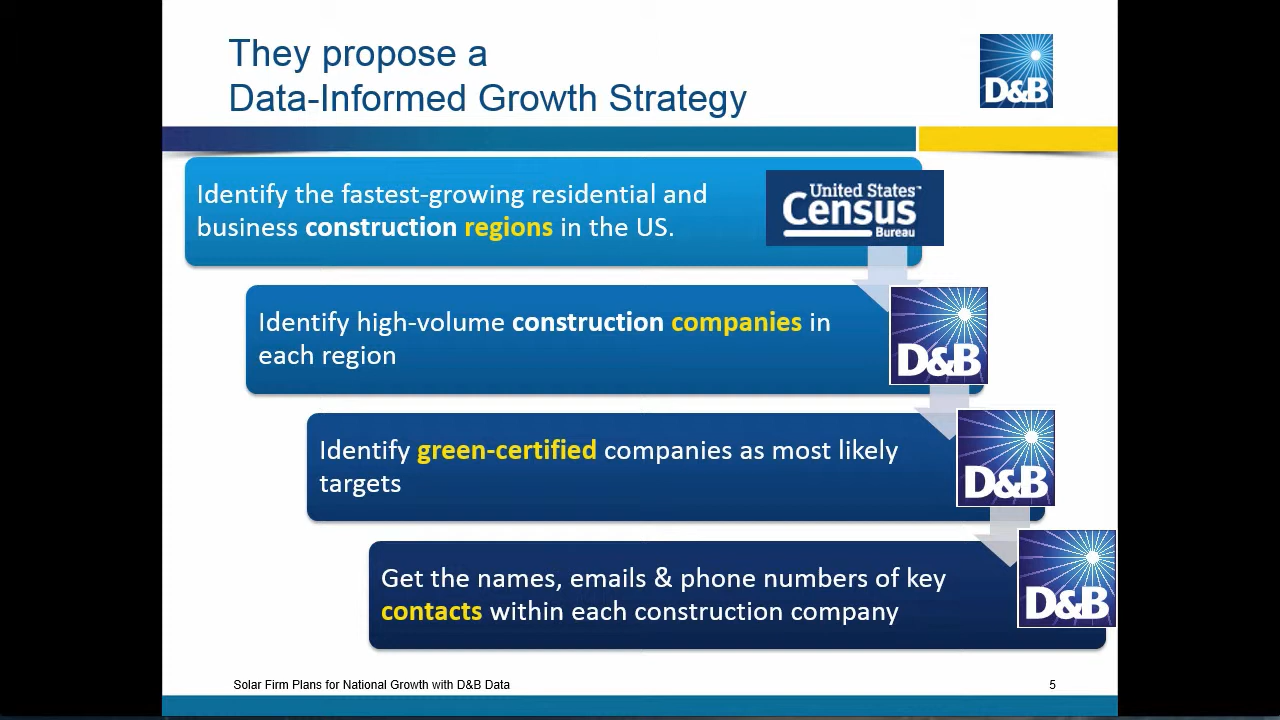 They propose a
Data-Informed Growth Strategy
D&B
Identify the fastest-growing residential and
business construction regions in the US.
United States™
Census
Bureau
Identify high-volume construction companies in
each region
D&B
Identify green-certified companies as most likely
targets
D&B
Get the names, emails & phone numbers of key
contacts within each construction company
D&B
Solar Firm Plans for National Growth with D&B Data
5